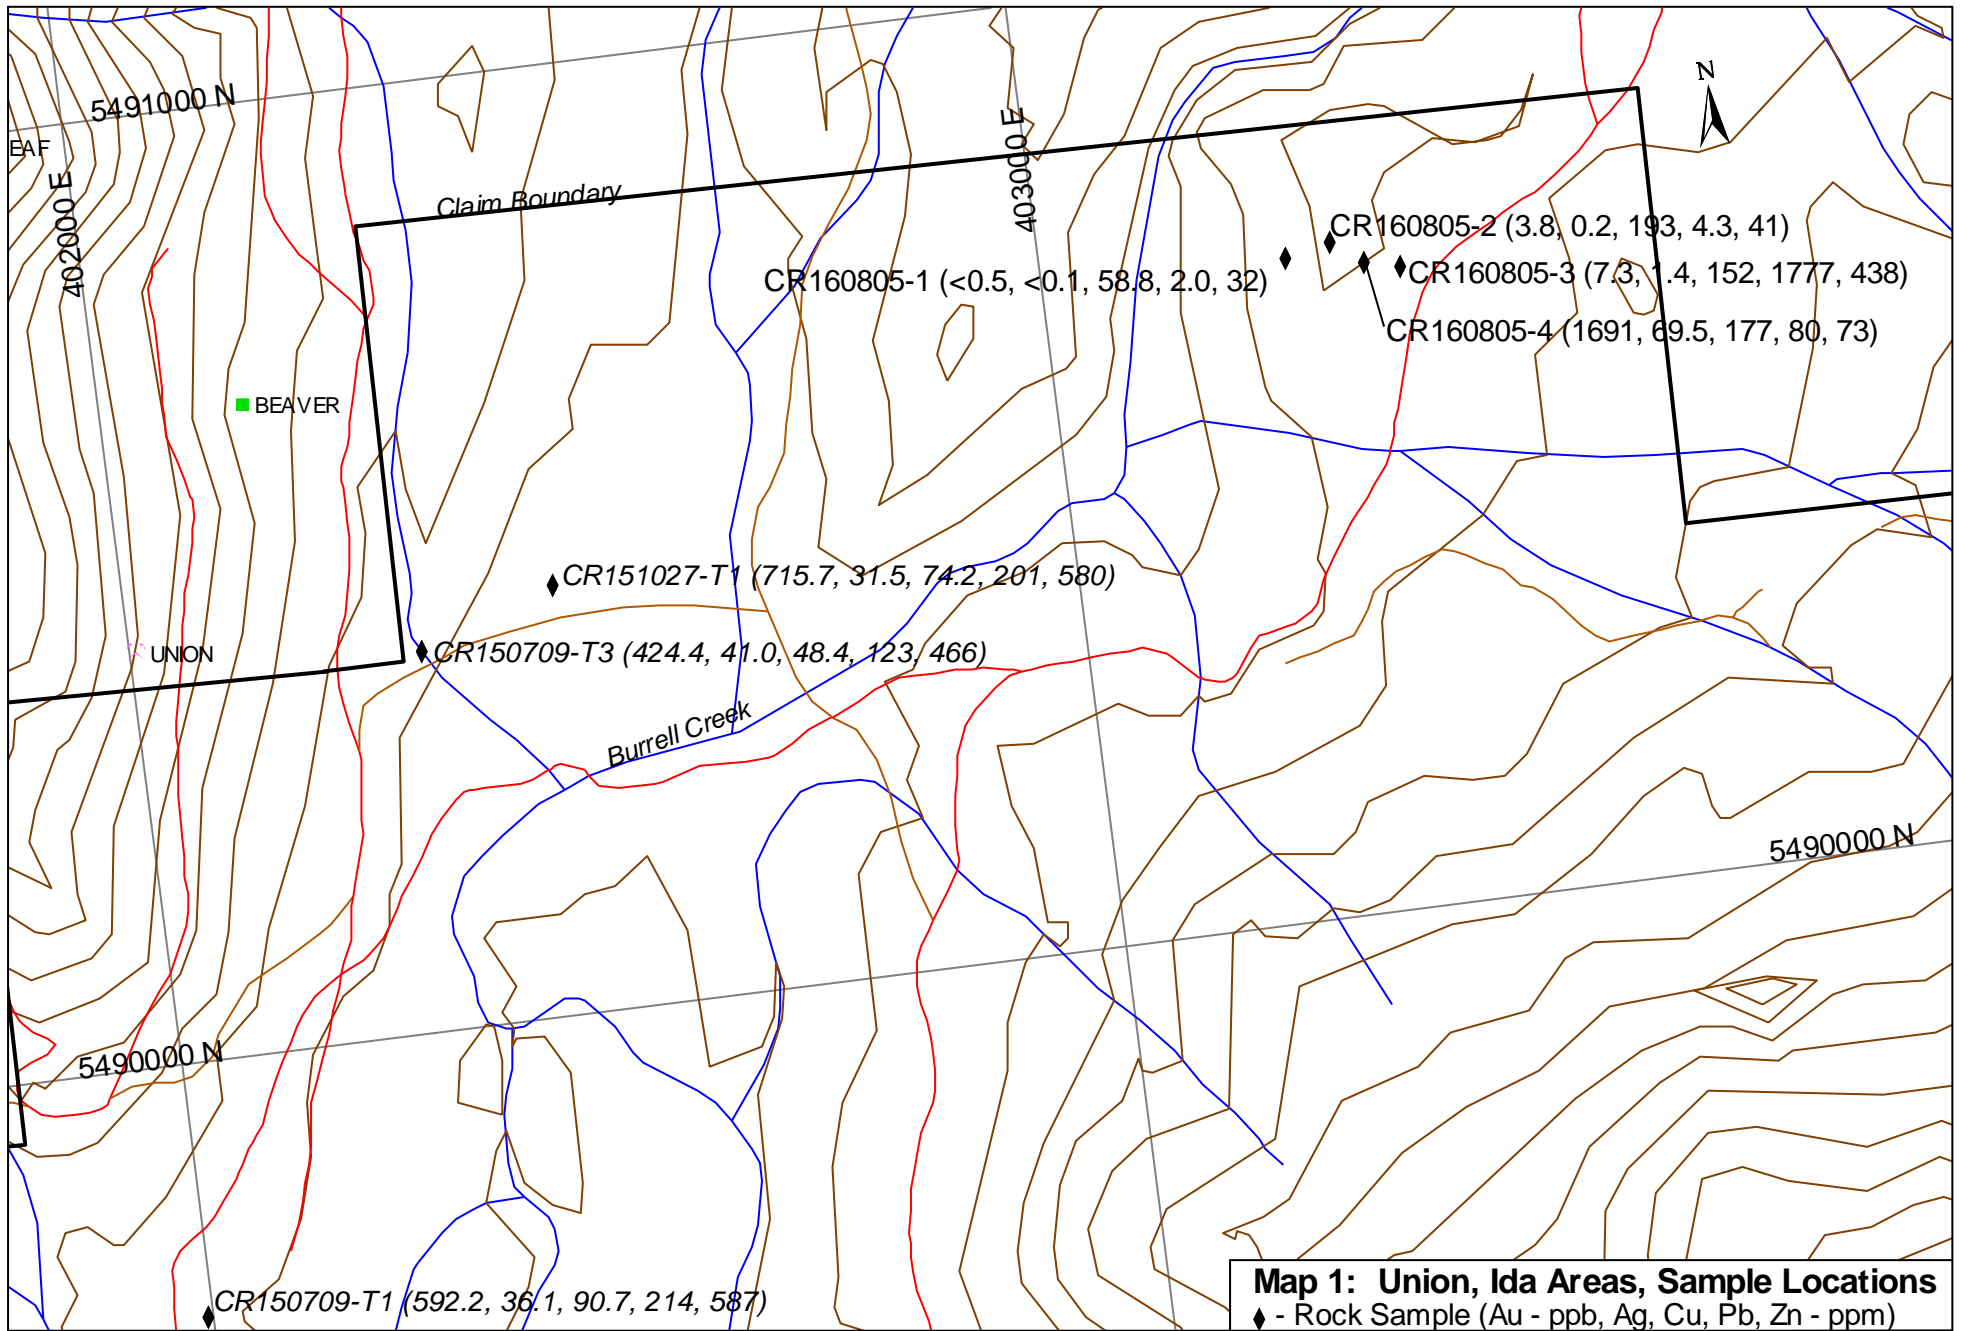 5491000 N
N
403000 E
EAF
402000 E
Claim Boundary
CR160805-2 (3.8, 0.2, 193, 4.3, 41)
CR160805-1 (<0.5, <0.1, 58.8, 2.0, 32)
CR160805-3 (7.3, 1.4, 152, 1777, 438)
CR160805-4 (1691, 69.5, 177, 80, 73)
BEAVER
CR151027-T1 (715.7, 31.5, 74.2, 201, 580)
UNION
CR150709-T3 (424.4, 41.0, 48.4, 123, 466)
Burrell Creek
5490000 N
5490000 N
CR150709-T1 (592.2, 36.1, 90.7, 214, 587)
Map 1: Union, Ida Areas, Sample Locations
- Rock Sample (Au - ppb, Ag, Cu, Pb, Zn - ppm)